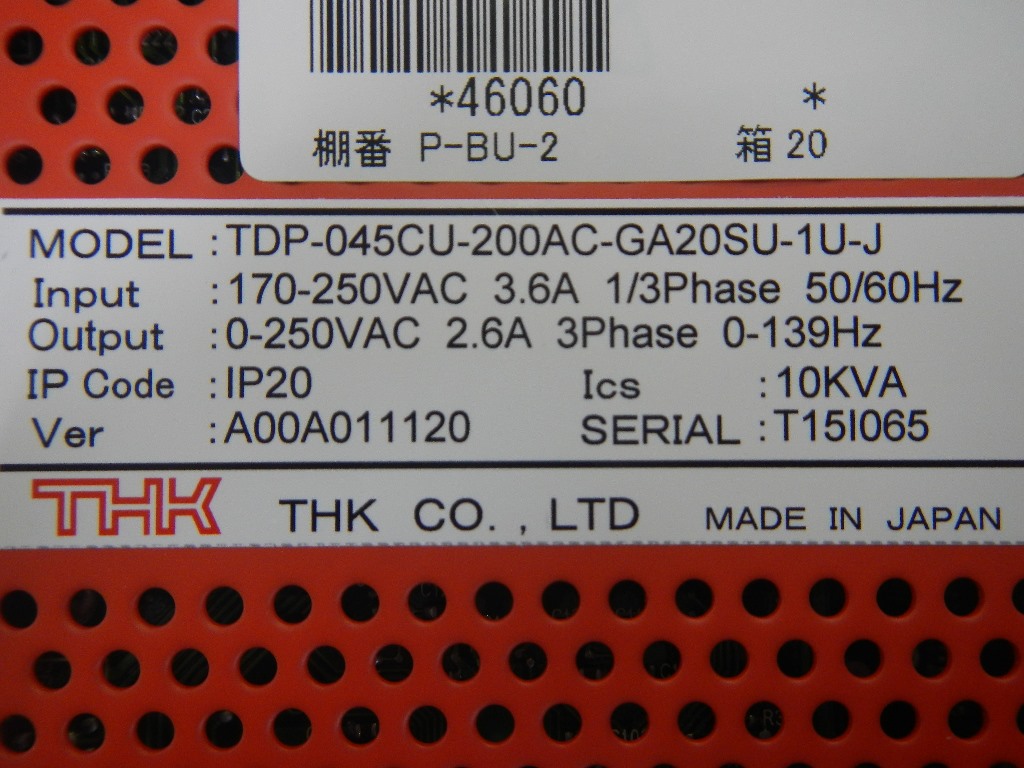 *46060 *
棚番 P-BU-2 箱 20
MODEL :TDP-045CU-200AC-GA20SU-1U-J
Input :170-250VAC 3.6A 1/3Phase 50/60Hz
Output :0-250VAC 2.6A 3Phase 0-139Hz
IP Code :IP20 Ics :10KVA
Ver :A00A011120 SERIAL :T15I065
THK THK CO.,LTD MADE IN JAPAN